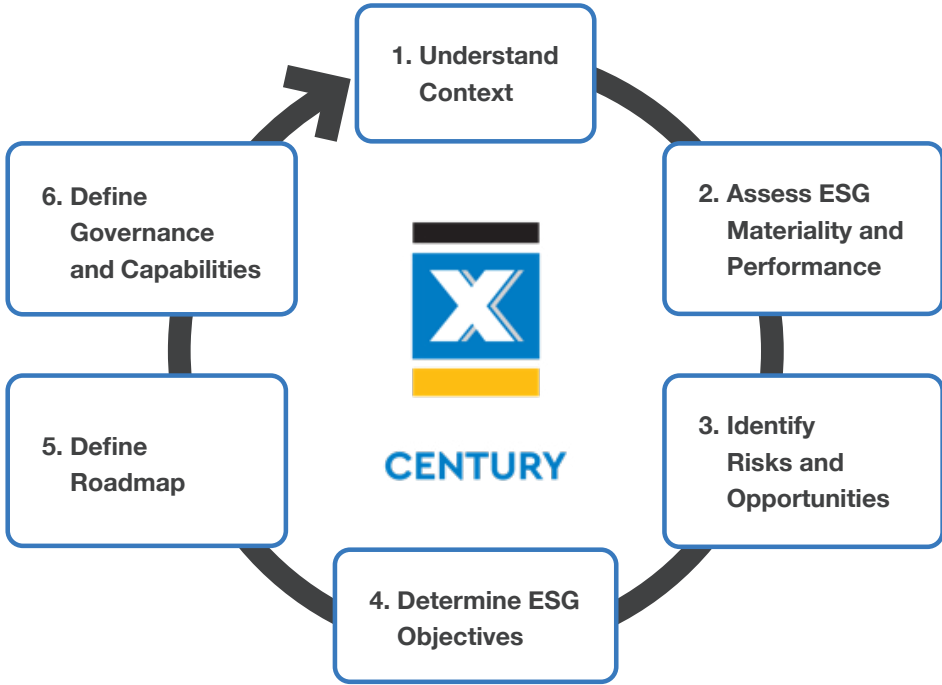 1. Understand
Context
2. Assess ESG
Materiality and
Performance
3. Identify
Risks and
Opportunities
4. Determine ESG
Objectives
5. Define
Roadmap
6. Define
Governance
and Capabilities
X
CENTURY